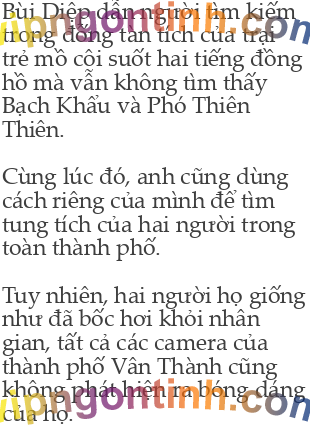 Bùi Diệp dẫn người tìm kiếm
trong đống tàn tích của trại
trẻ mồ côi suốt hai tiếng đồng
hồ mà vẫn không tìm thấy
Bạch Khẩu và Phó Thiên
Thiên.
Cùng lúc đó, anh cũng dùng
cách riêng của mình để tìm
tung tích của hai người trong
toàn thành phố.
Tuy nhiên, hai người họ giống
như đã bốc hơi khỏi nhân
gian, tất cả các camera của
thành phố Vân Thành cũng
không phát hiện ra bóng dáng
của họ.
vupngontinh.com
vupngontinh.com